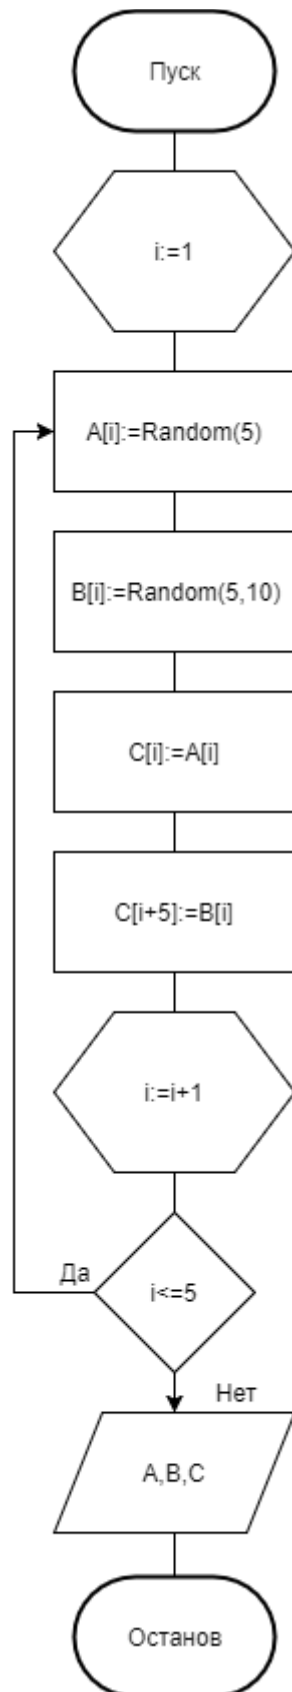 Пуск
i:=1
A[i]:=Random(5)
B[i]:=Random(5,10)
C[i]:=A[i]
C[i+5]:=B[i]
i:=i+1
Да
i<=5
Нет
A,B,C
Останов